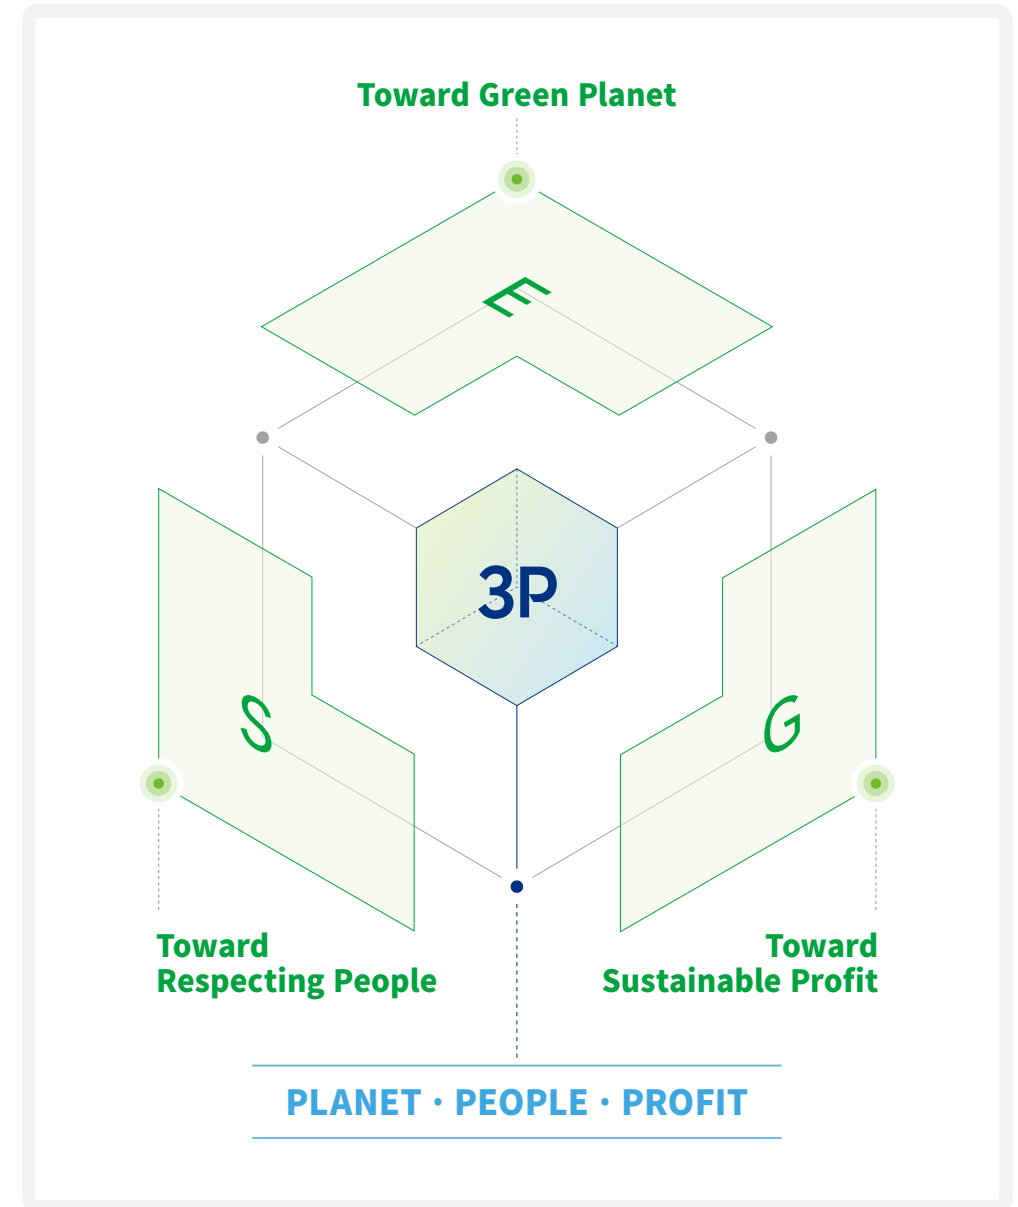 Toward Green Planet
E
3P
S
G
Toward
Respecting People
Toward
Sustainable Profit
PLANET · PEOPLE · PROFIT